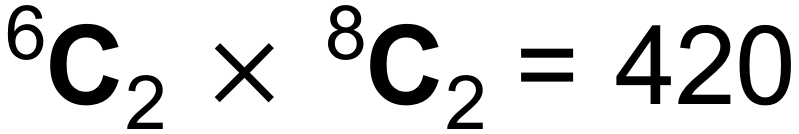 ⁶C₂ × ⁸C₂ = 420